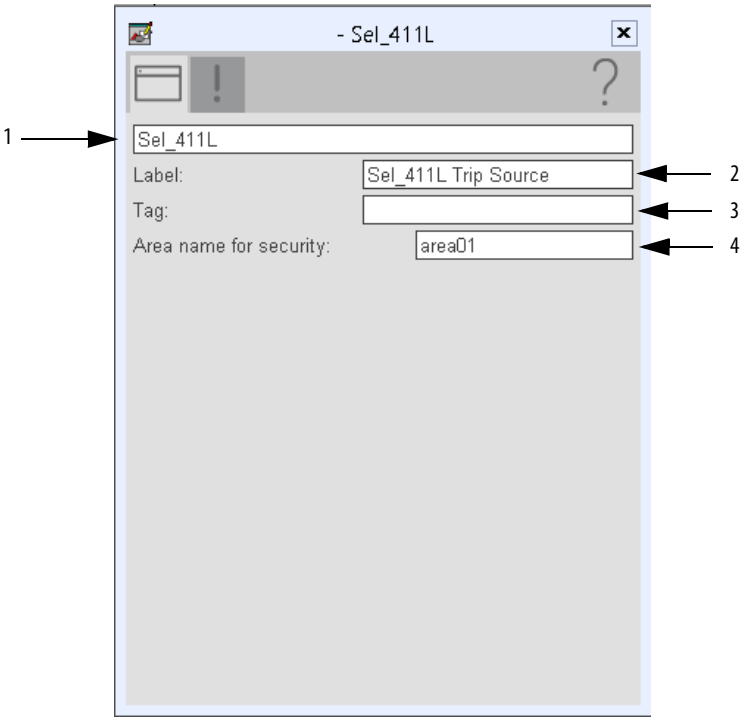 - Sel_411L
1
Sel_411L
Label: Sel_411L Trip Source 2
Tag: 3
Area name for security: area01 4